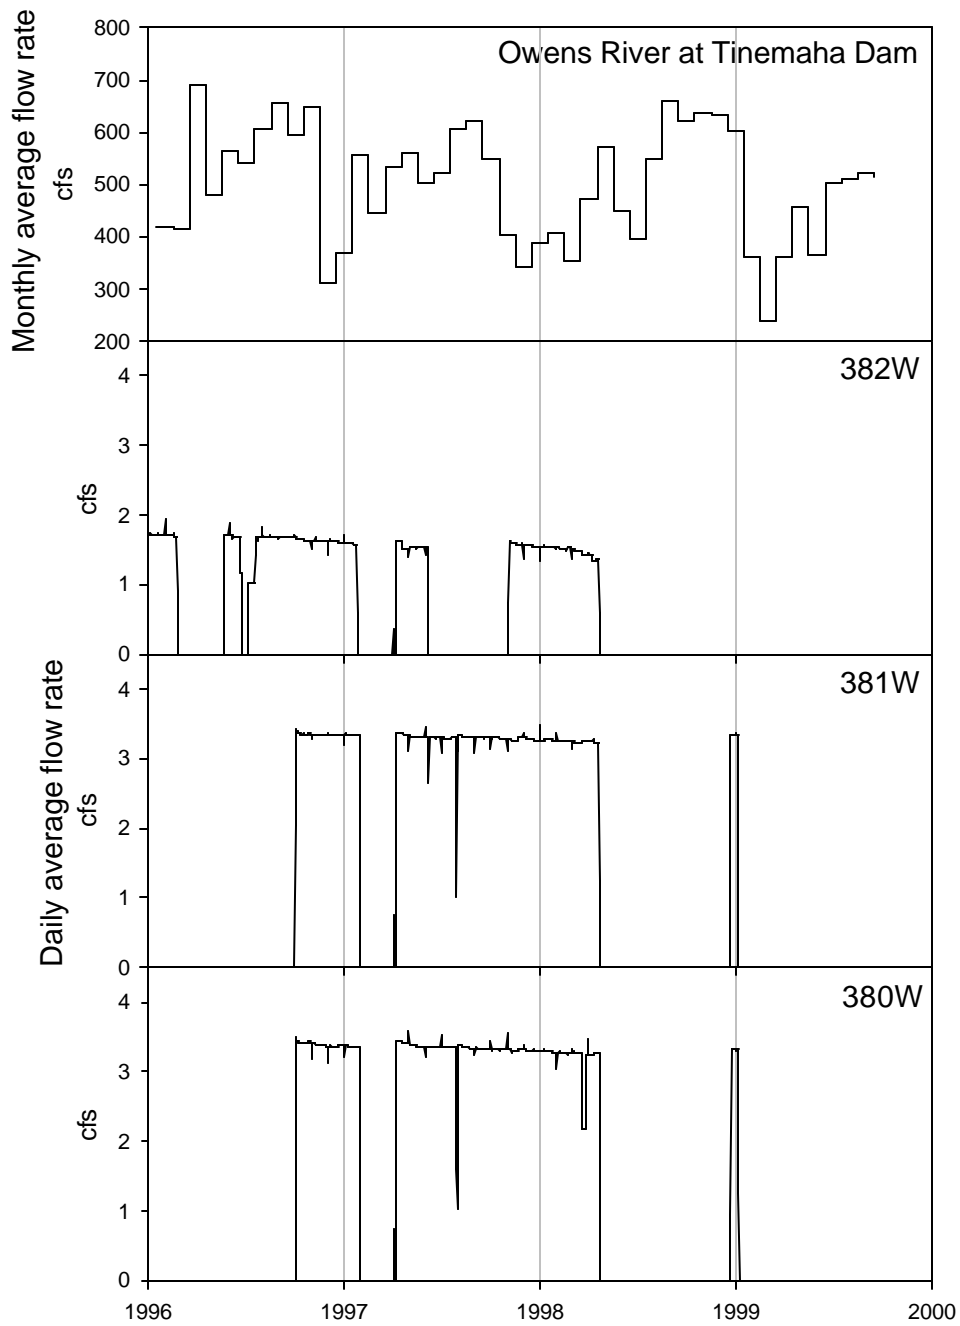 Monthly average flow rate
cfs
800
700
600
500
400
300
200
Owens River at Tinemaha Dam
Daily average flow rate
cfs
4
3
2
1
0
382W
cfs
4
3
2
1
0
381W
cfs
4
3
2
1
0
380W
1996
1997
1998
1999
2000